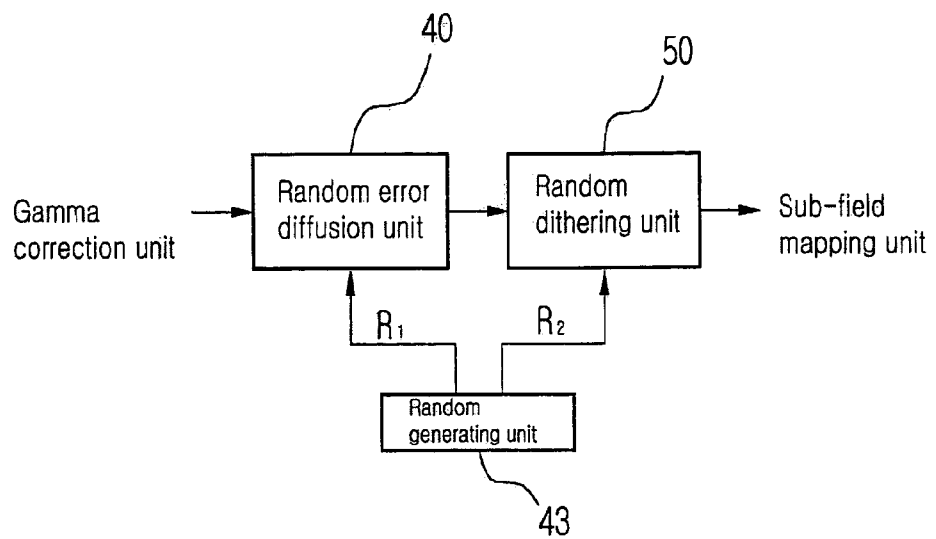 40
50
Gamma
correction unit
Random error
diffusion unit
Random
dithering unit
Sub-field
mapping unit
R1
R2
Random
generating unit
43